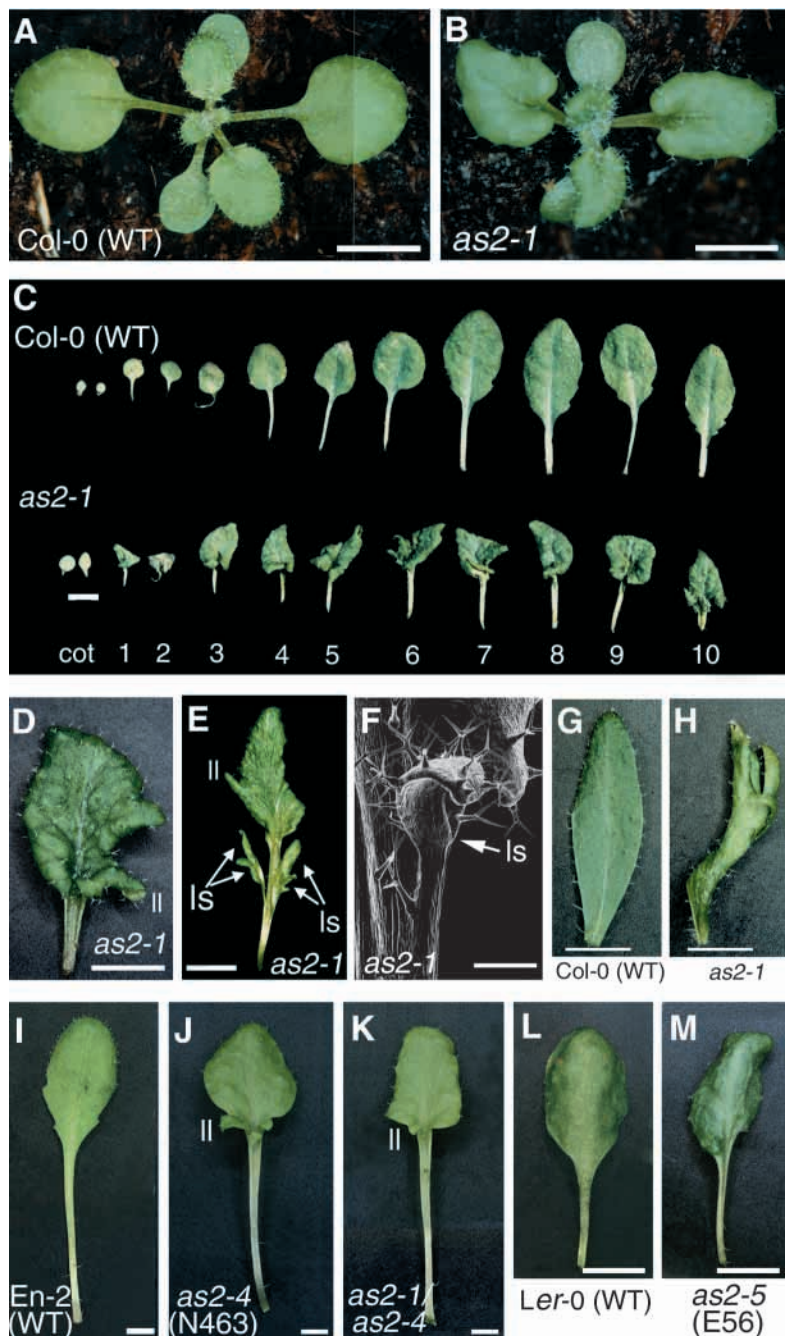 A
B
Col-0 (WT)
as2-1
C
Col-0 (WT)
as2-1
cot 1 2 3 4 5 6 7 8 9 10
D
E
F
G
H
ll
ls
ls
ls
ll
as2-1
as2-1
as2-1
Col-0 (WT)
as2-1
I
J
K
L
M
ll
ll
En-2
(WT)
as2-4
(N463)
as2-1/
as2-4
Ler-0 (WT)
as2-5
(E56)